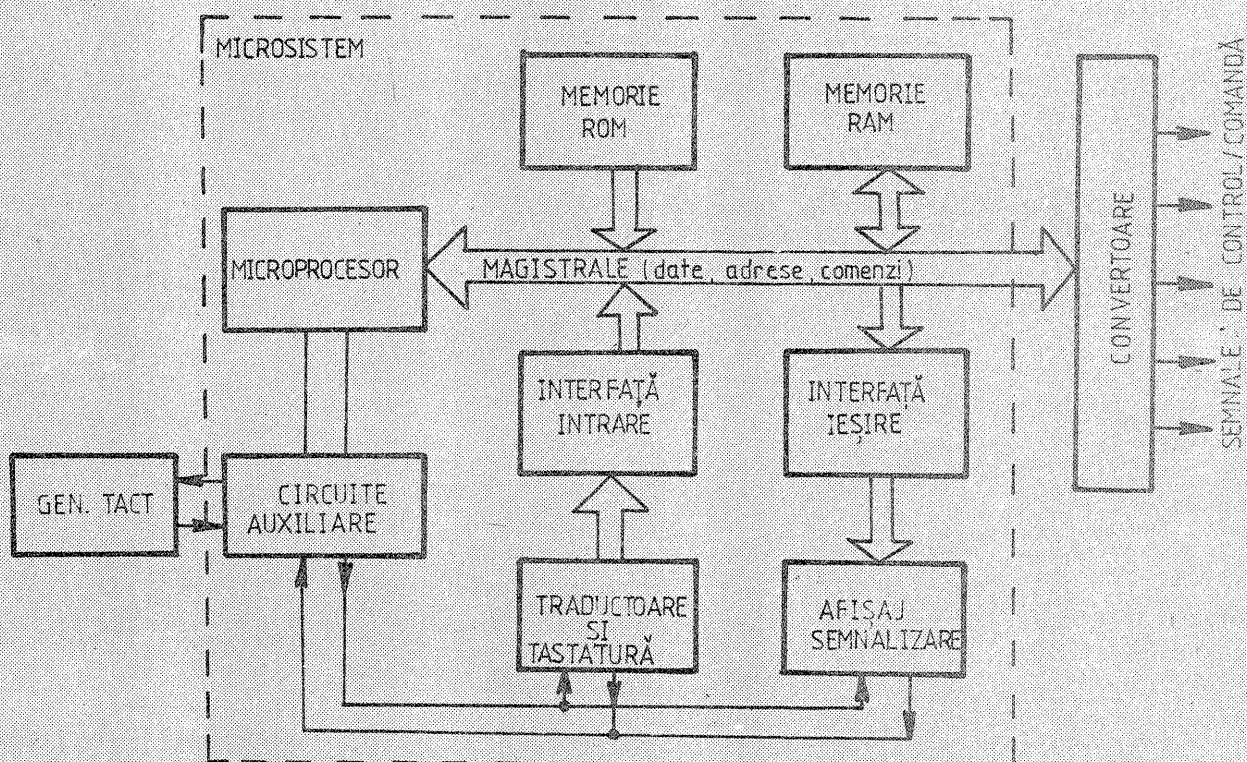 MICROSISTEM
MEMORIE
ROM
MEMORIE
RAM
MICROPROCESOR
MAGISTRALE (date, adrese, comenzi)
CONVERTOARE
SEMNALE DE CONTROL/COMANDĂ
INTERFAȚĂ
INTRARE
INTERFAȚĂ
IEȘIRE
GEN. TACT
CIRCUITE
AUXILIARE
TRADUCTOARE
SI
TASTATURĂ
AFIȘAJ
SEMNALIZARE